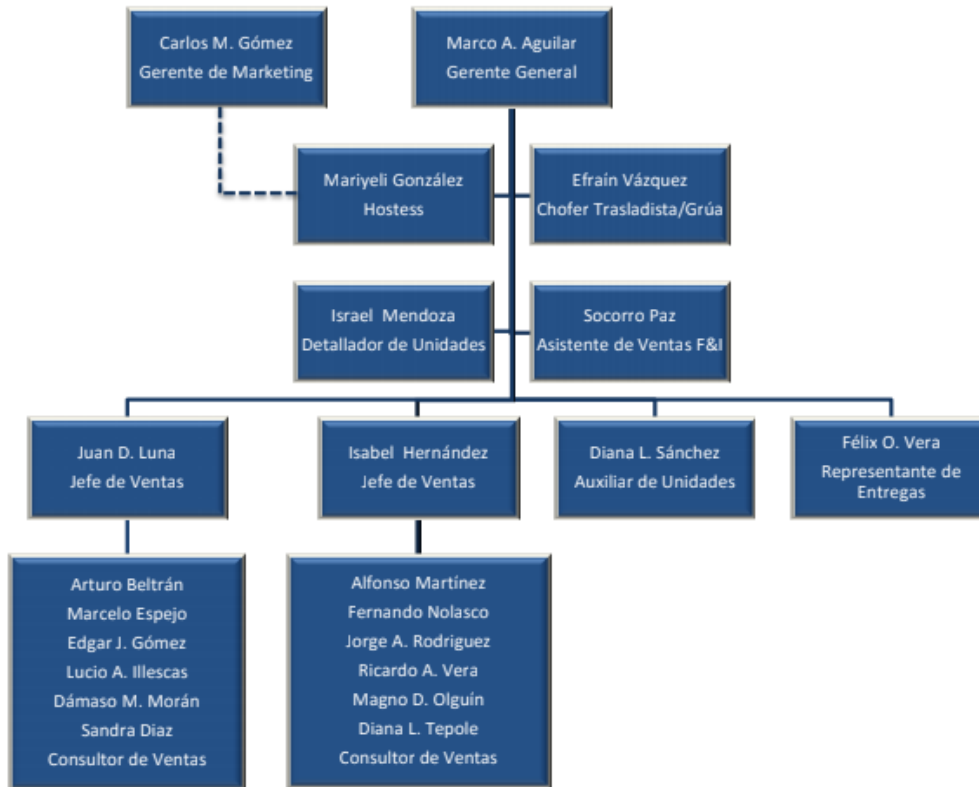 Carlos M. Gómez
Gerente de Marketing
Marco A. Aguilar
Gerente General
Mariyeli González
Hostess
Efraín Vázquez
Chofer Trasladista/Grúa
Israel Mendoza
Detallador de Unidades
Socorro Paz
Asistente de Ventas F&I
Juan D. Luna
Jefe de Ventas
Isabel Hernández
Jefe de Ventas
Diana L. Sánchez
Auxiliar de Unidades
Félix O. Vera
Representante de
Entregas
Arturo Beltrán
Marcelo Espejo
Edgar J. Gómez
Lucio A. Illescas
Dámaso M. Morán
Sandra Diaz
Consultor de Ventas
Alfonso Martínez
Fernando Nolasco
Jorge A. Rodriguez
Ricardo A. Vera
Magno D. Olguín
Diana L. Tepole
Consultor de Ventas